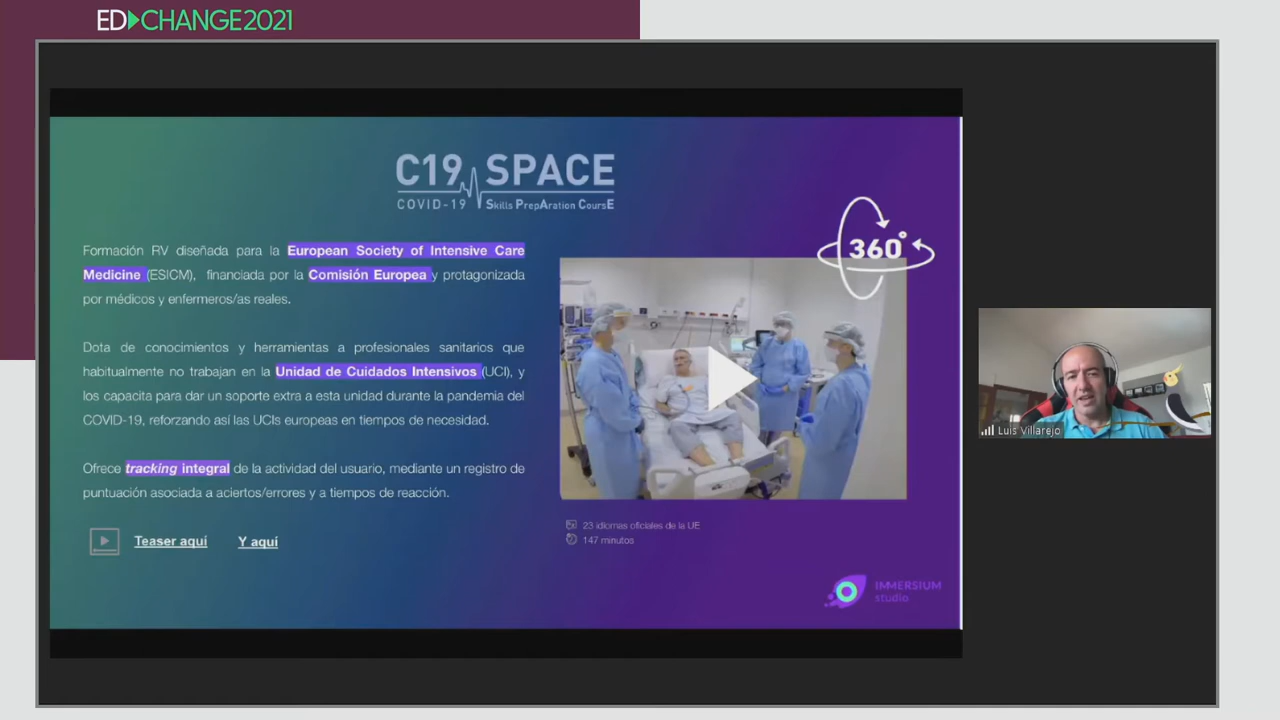 ED CHANGE2021
C19 SPACE
COVID-19 Skills PrepAration CoursE
Formación RV diseñada para la European Society of Intensive Care
Medicine (ESICM), financiada por la Comisión Europea y protagonizada
por médicos y enfermeros/as reales.
360°
Dota de conocimientos y herramientas a profesionales sanitarios que
habitualmente no trabajan en la Unidad de Cuidados Intensivos (UCI), y
los capacita para dar un soporte extra a esta unidad durante la pandemia del
COVID-19, reforzando así las UCIs europeas en tiempos de necesidad.
Ofrece tracking integral de la actividad del usuario, mediante un registro de
puntuación asociada a aciertos/errores y a tiempos de reacción.
Teaser aquí Y aquí
23 idiomas oficiales de la UE
147 minutos
IMMERSIUM
studio
Luis Villarejo